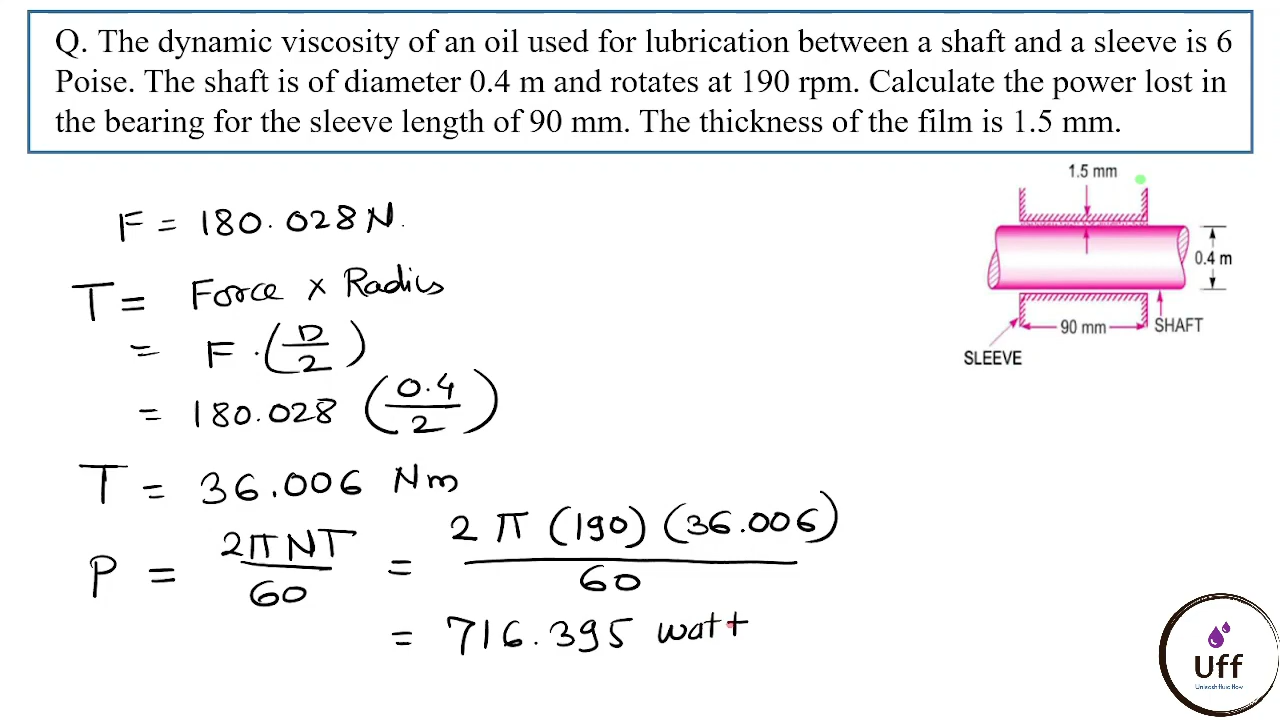 Q. The dynamic viscosity of an oil used for lubrication between a shaft and a sleeve is 6
Poise. The shaft is of diameter 0.4 m and rotates at 190 rpm. Calculate the power lost in
the bearing for the sleeve length of 90 mm. The thickness of the film is 1.5 mm.
1.5 mm
0.4 m
90 mm
SHAFT
SLEEVE
F = 180.028 N.
T = Force × Radius
= F · (D/2)
= 180.028 (0.4/2)
T = 36.006 Nm
P = 2πNT/60 = 2π (190) (36.006)/60
= 716.395 watt
Uff